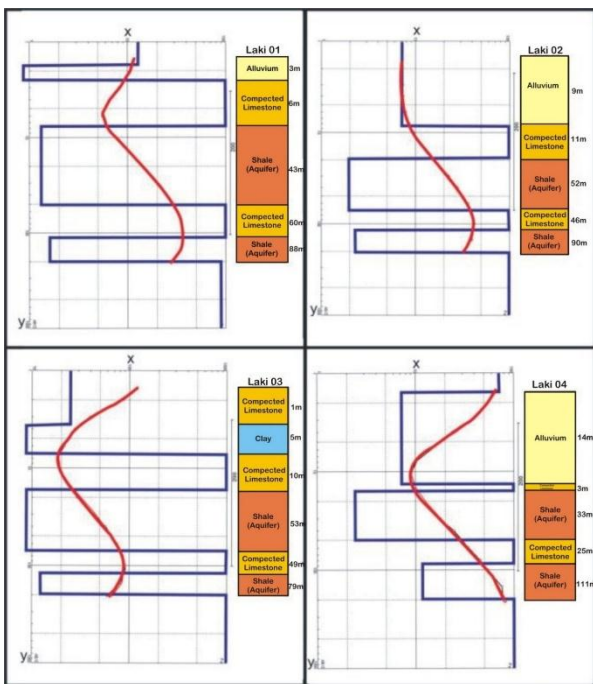 X
Laki 01
Alluvium
3m
Compected
Limestone
6m
Shale
(Aquifer)
43m
Compected
Limestone
60m
Shale
(Aquifer)
88m
y
X
Laki 02
Alluvium
9m
Compected
Limestone
11m
Shale
(Aquifer)
52m
Compected
Limestone
46m
Shale
(Aquifer)
90m
y
X
Laki 03
Compected
Limestone
1m
Clay
5m
Compected
Limestone
10m
Shale
(Aquifer)
53m
Compected
Limestone
49m
Shale
(Aquifer)
79m
y
X
Laki 04
Alluvium
14m
3m
Shale
(Aquifer)
33m
Compected
Limestone
25m
Shale
(Aquifer)
111m
y